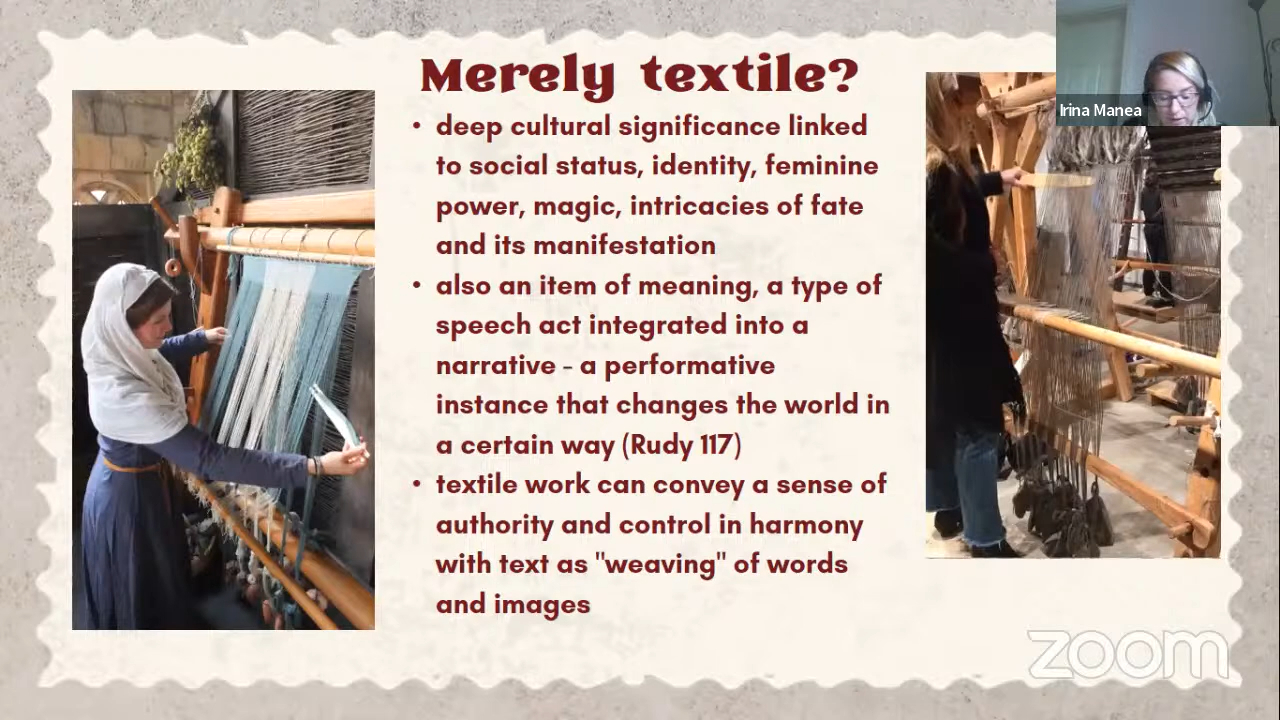 Merely textile?
Irina Manea
• deep cultural significance linked
to social status, identity, feminine
power, magic, intricacies of fate
and its manifestation
• also an item of meaning, a type of
speech act integrated into a
narrative - a performative
instance that changes the world in
a certain way (Rudy 117)
• textile work can convey a sense of
authority and control in harmony
with text as "weaving" of words
and images
zoom